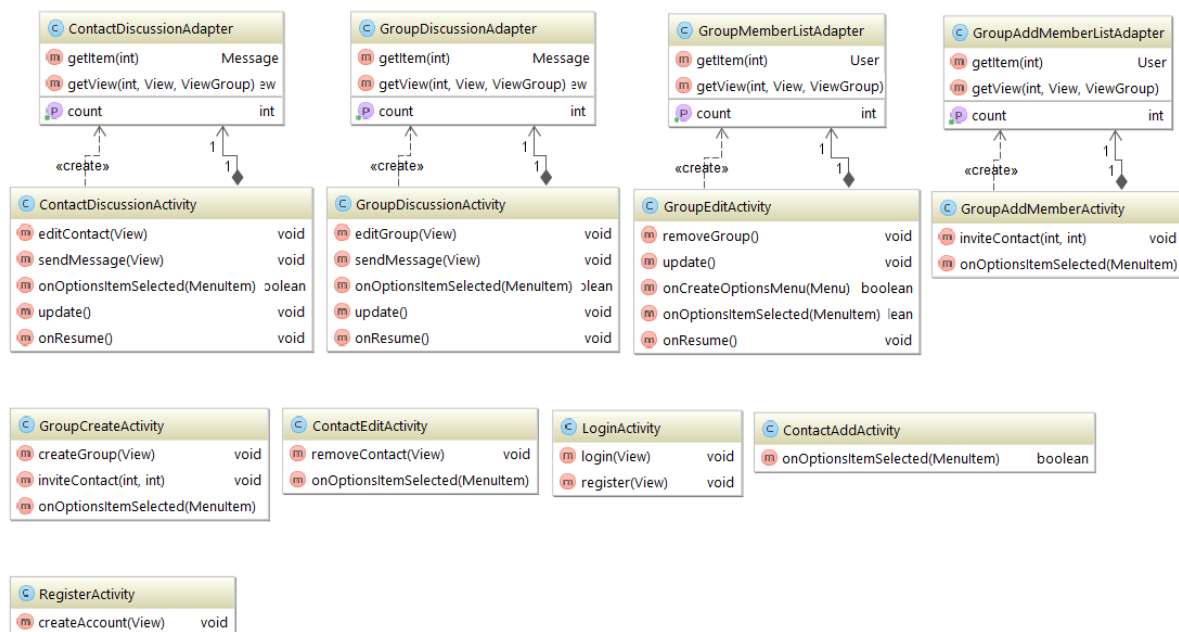 ContactDiscussionAdapter
getItem(int) Message
getView(int, View, ViewGroup) ew
count int
GroupDiscussionAdapter
getItem(int) Message
getView(int, View, ViewGroup) ew
count int
GroupMemberListAdapter
getItem(int) User
getView(int, View, ViewGroup)
count int
GroupAddMemberListAdapter
getItem(int) User
getView(int, View, ViewGroup)
count int
«create» 1 1
«create» 1 1
«create» 1 1
«create» 1 1
ContactDiscussionActivity
editContact(View) void
sendMessage(View) void
onOptionsItemSelected(MenuItem) boolean
update() void
onResume() void
GroupDiscussionActivity
editGroup(View) void
sendMessage(View) void
onOptionsItemSelected(MenuItem) lean
update() void
onResume() void
GroupEditActivity
removeGroup() void
update() void
onCreateOptionsMenu(Menu) boolean
onOptionsItemSelected(MenuItem) lean
onResume() void
GroupAddMemberActivity
inviteContact(int, int) void
onOptionsItemSelected(MenuItem)
GroupCreateActivity
createGroup(View) void
inviteContact(int, int) void
onOptionsItemSelected(MenuItem)
ContactEditActivity
removeContact(View) void
onOptionsItemSelected(MenuItem)
LoginActivity
login(View) void
register(View) void
ContactAddActivity
onOptionsItemSelected(MenuItem) boolean
RegisterActivity
createAccount(View) void